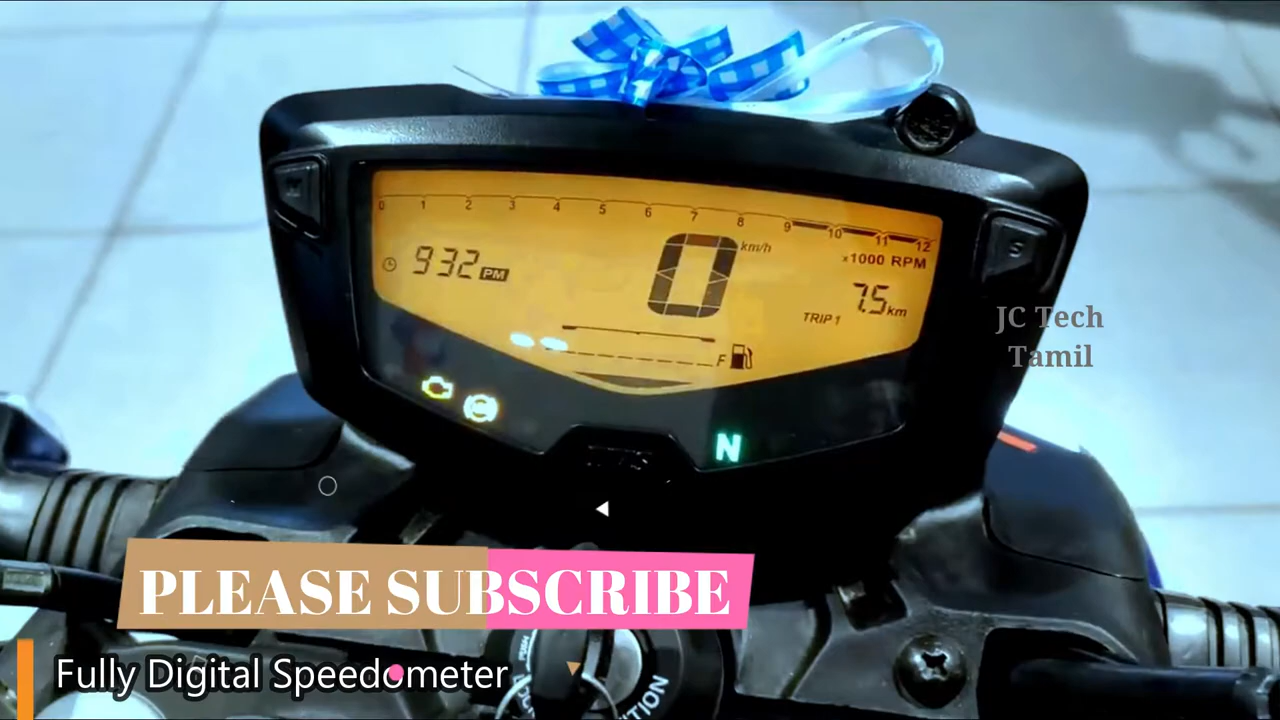 0 1 2 3 4 5 6 7 8 9 10 11 12
x1000 RPM
932 PM
0 km/h
7.5 km
TRIP 1
F
S
N
JC Tech
Tamil
PLEASE SUBSCRIBE
Fully Digital Speedometer
PUSH